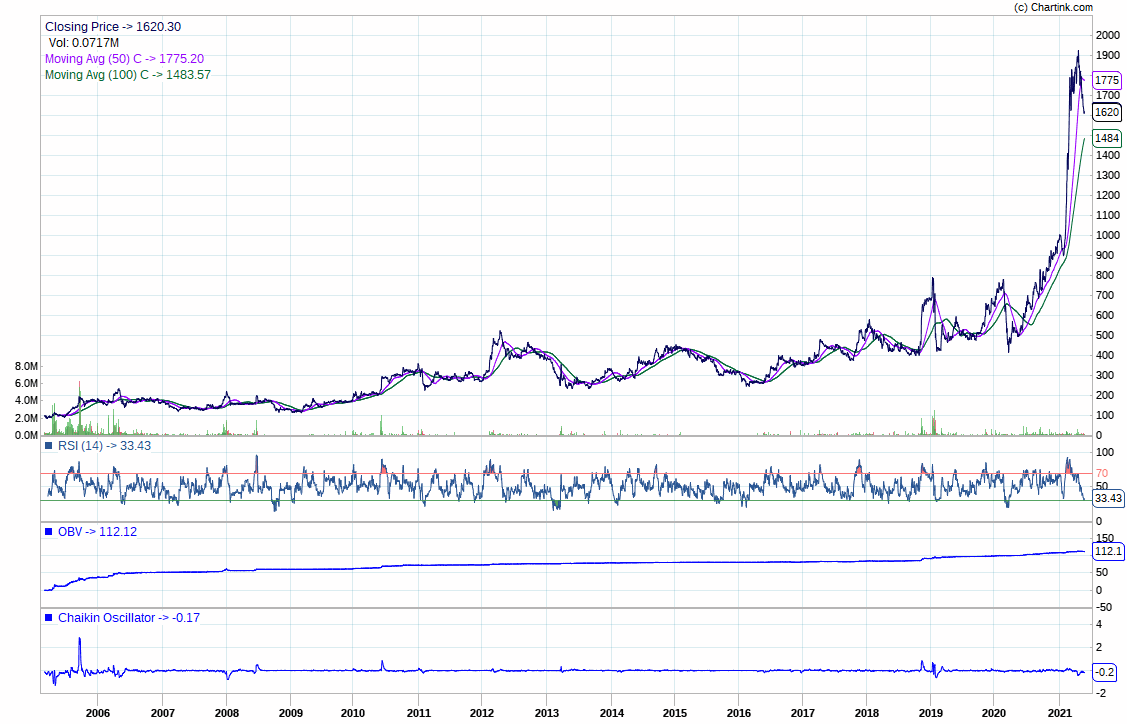 (c) Chartink.com
Closing Price -> 1620.30
Vol: 0.0717M
Moving Avg (50) C -> 1775.20
Moving Avg (100) C -> 1483.57
2000
1900
1775
1700
1620
1484
1400
1300
1200
1100
1000
900
800
700
600
500
400
300
200
100
0
8.0M
6.0M
4.0M
2.0M
0.0M
RSI (14) -> 33.43
100
70
50
33.43
0
OBV -> 112.12
150
112.1
50
0
-50
Chaikin Oscillator -> -0.17
4
2
-0.2
-2
2006 2007 2008 2009 2010 2011 2012 2013 2014 2015 2016 2017 2018 2019 2020 2021